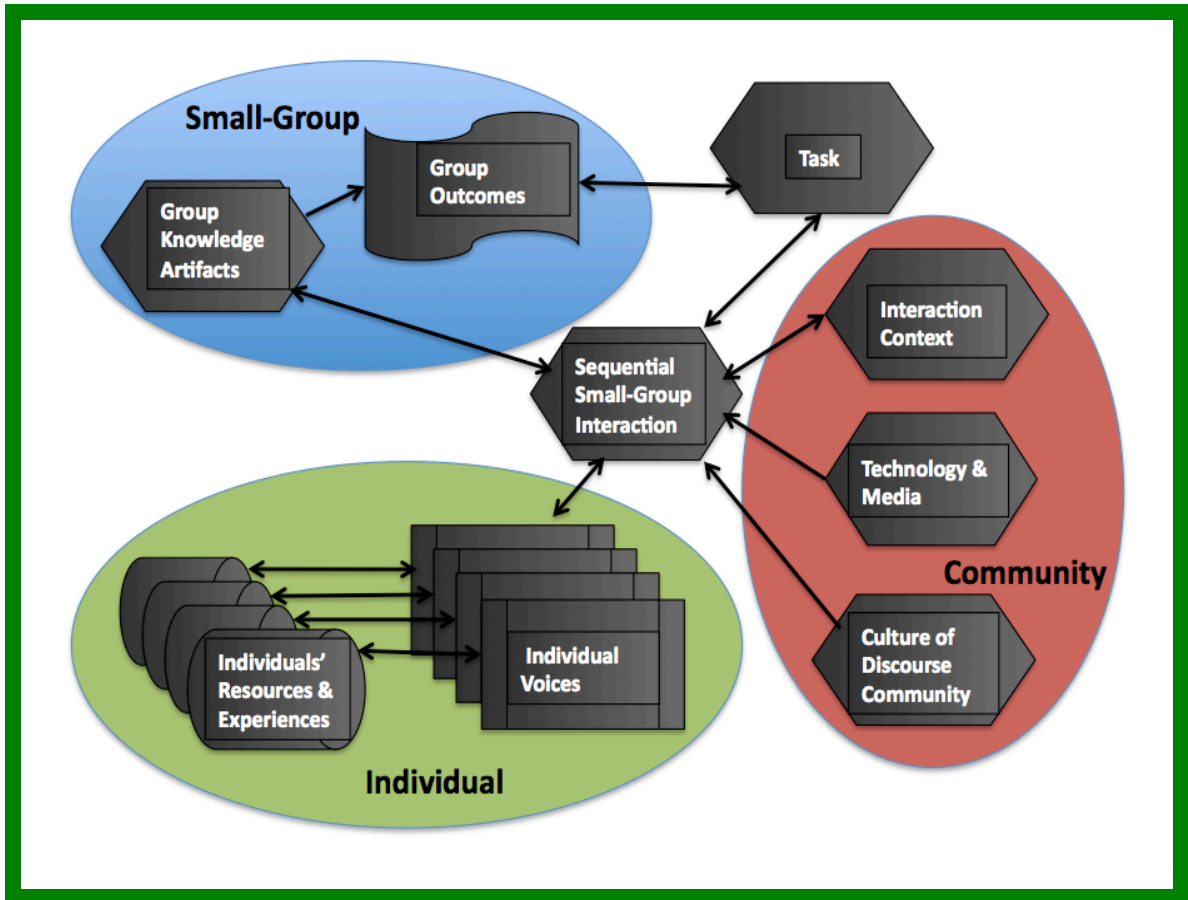 Small-Group
Group
Outcomes
Group
Knowledge
Artifacts
Task
Interaction
Context
Sequential
Small-Group
Interaction
Technology &
Media
Community
Culture of
Discourse
Community
Individuals’
Resources &
Experiences
Individual
Voices
Individual